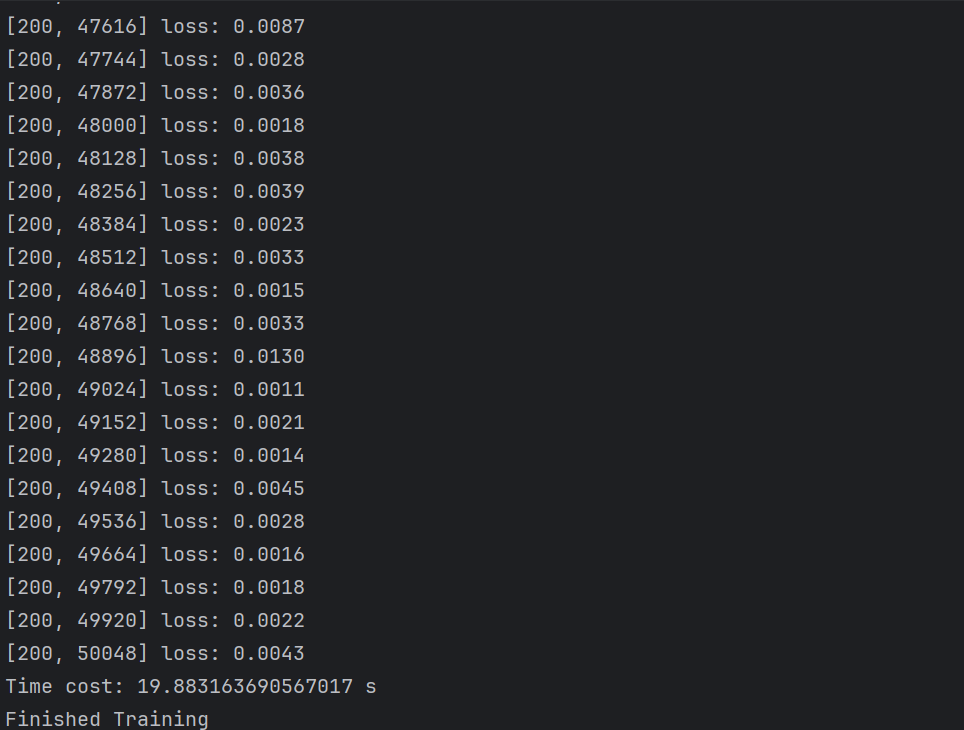 [200, 47616] loss: 0.0087
[200, 47744] loss: 0.0028
[200, 47872] loss: 0.0036
[200, 48000] loss: 0.0018
[200, 48128] loss: 0.0038
[200, 48256] loss: 0.0039
[200, 48384] loss: 0.0023
[200, 48512] loss: 0.0033
[200, 48640] loss: 0.0015
[200, 48768] loss: 0.0033
[200, 48896] loss: 0.0130
[200, 49024] loss: 0.0011
[200, 49152] loss: 0.0021
[200, 49280] loss: 0.0014
[200, 49408] loss: 0.0045
[200, 49536] loss: 0.0028
[200, 49664] loss: 0.0016
[200, 49792] loss: 0.0018
[200, 49920] loss: 0.0022
[200, 50048] loss: 0.0043
Time cost: 19.883163690567017 s
Finished Training